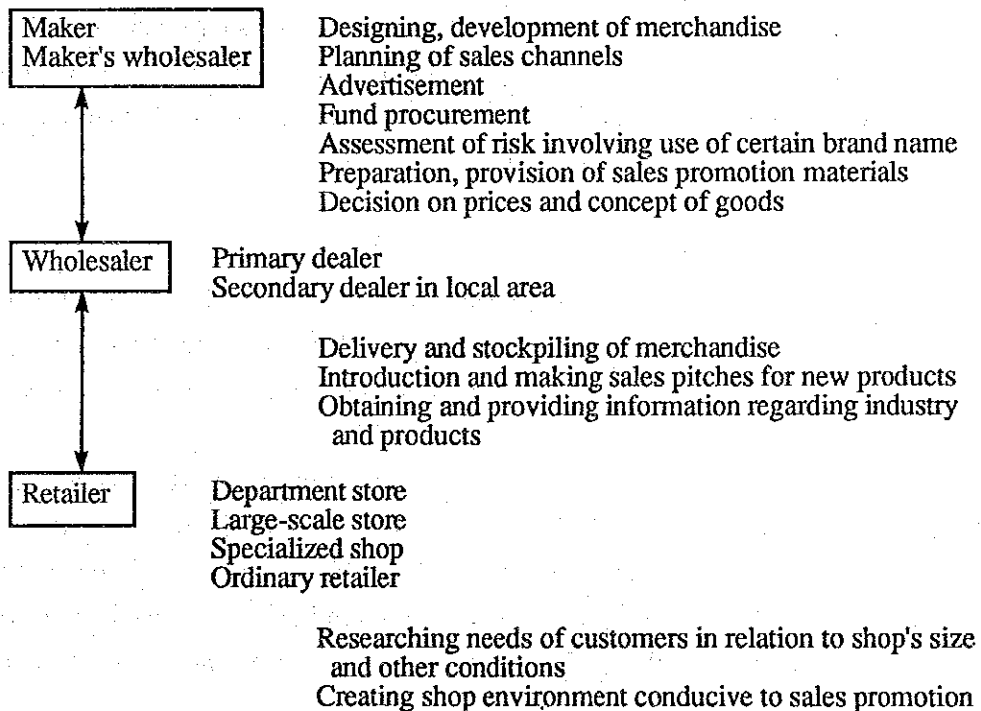 Maker
Maker's wholesaler
Designing, development of merchandise
Planning of sales channels
Advertisement
Fund procurement
Assessment of risk involving use of certain brand name
Preparation, provision of sales promotion materials
Decision on prices and concept of goods
Wholesaler
Primary dealer
Secondary dealer in local area
Delivery and stockpiling of merchandise
Introduction and making sales pitches for new products
Obtaining and providing information regarding industry
and products
Retailer
Department store
Large-scale store
Specialized shop
Ordinary retailer
Researching needs of customers in relation to shop's size
and other conditions
Creating shop environment conducive to sales promotion